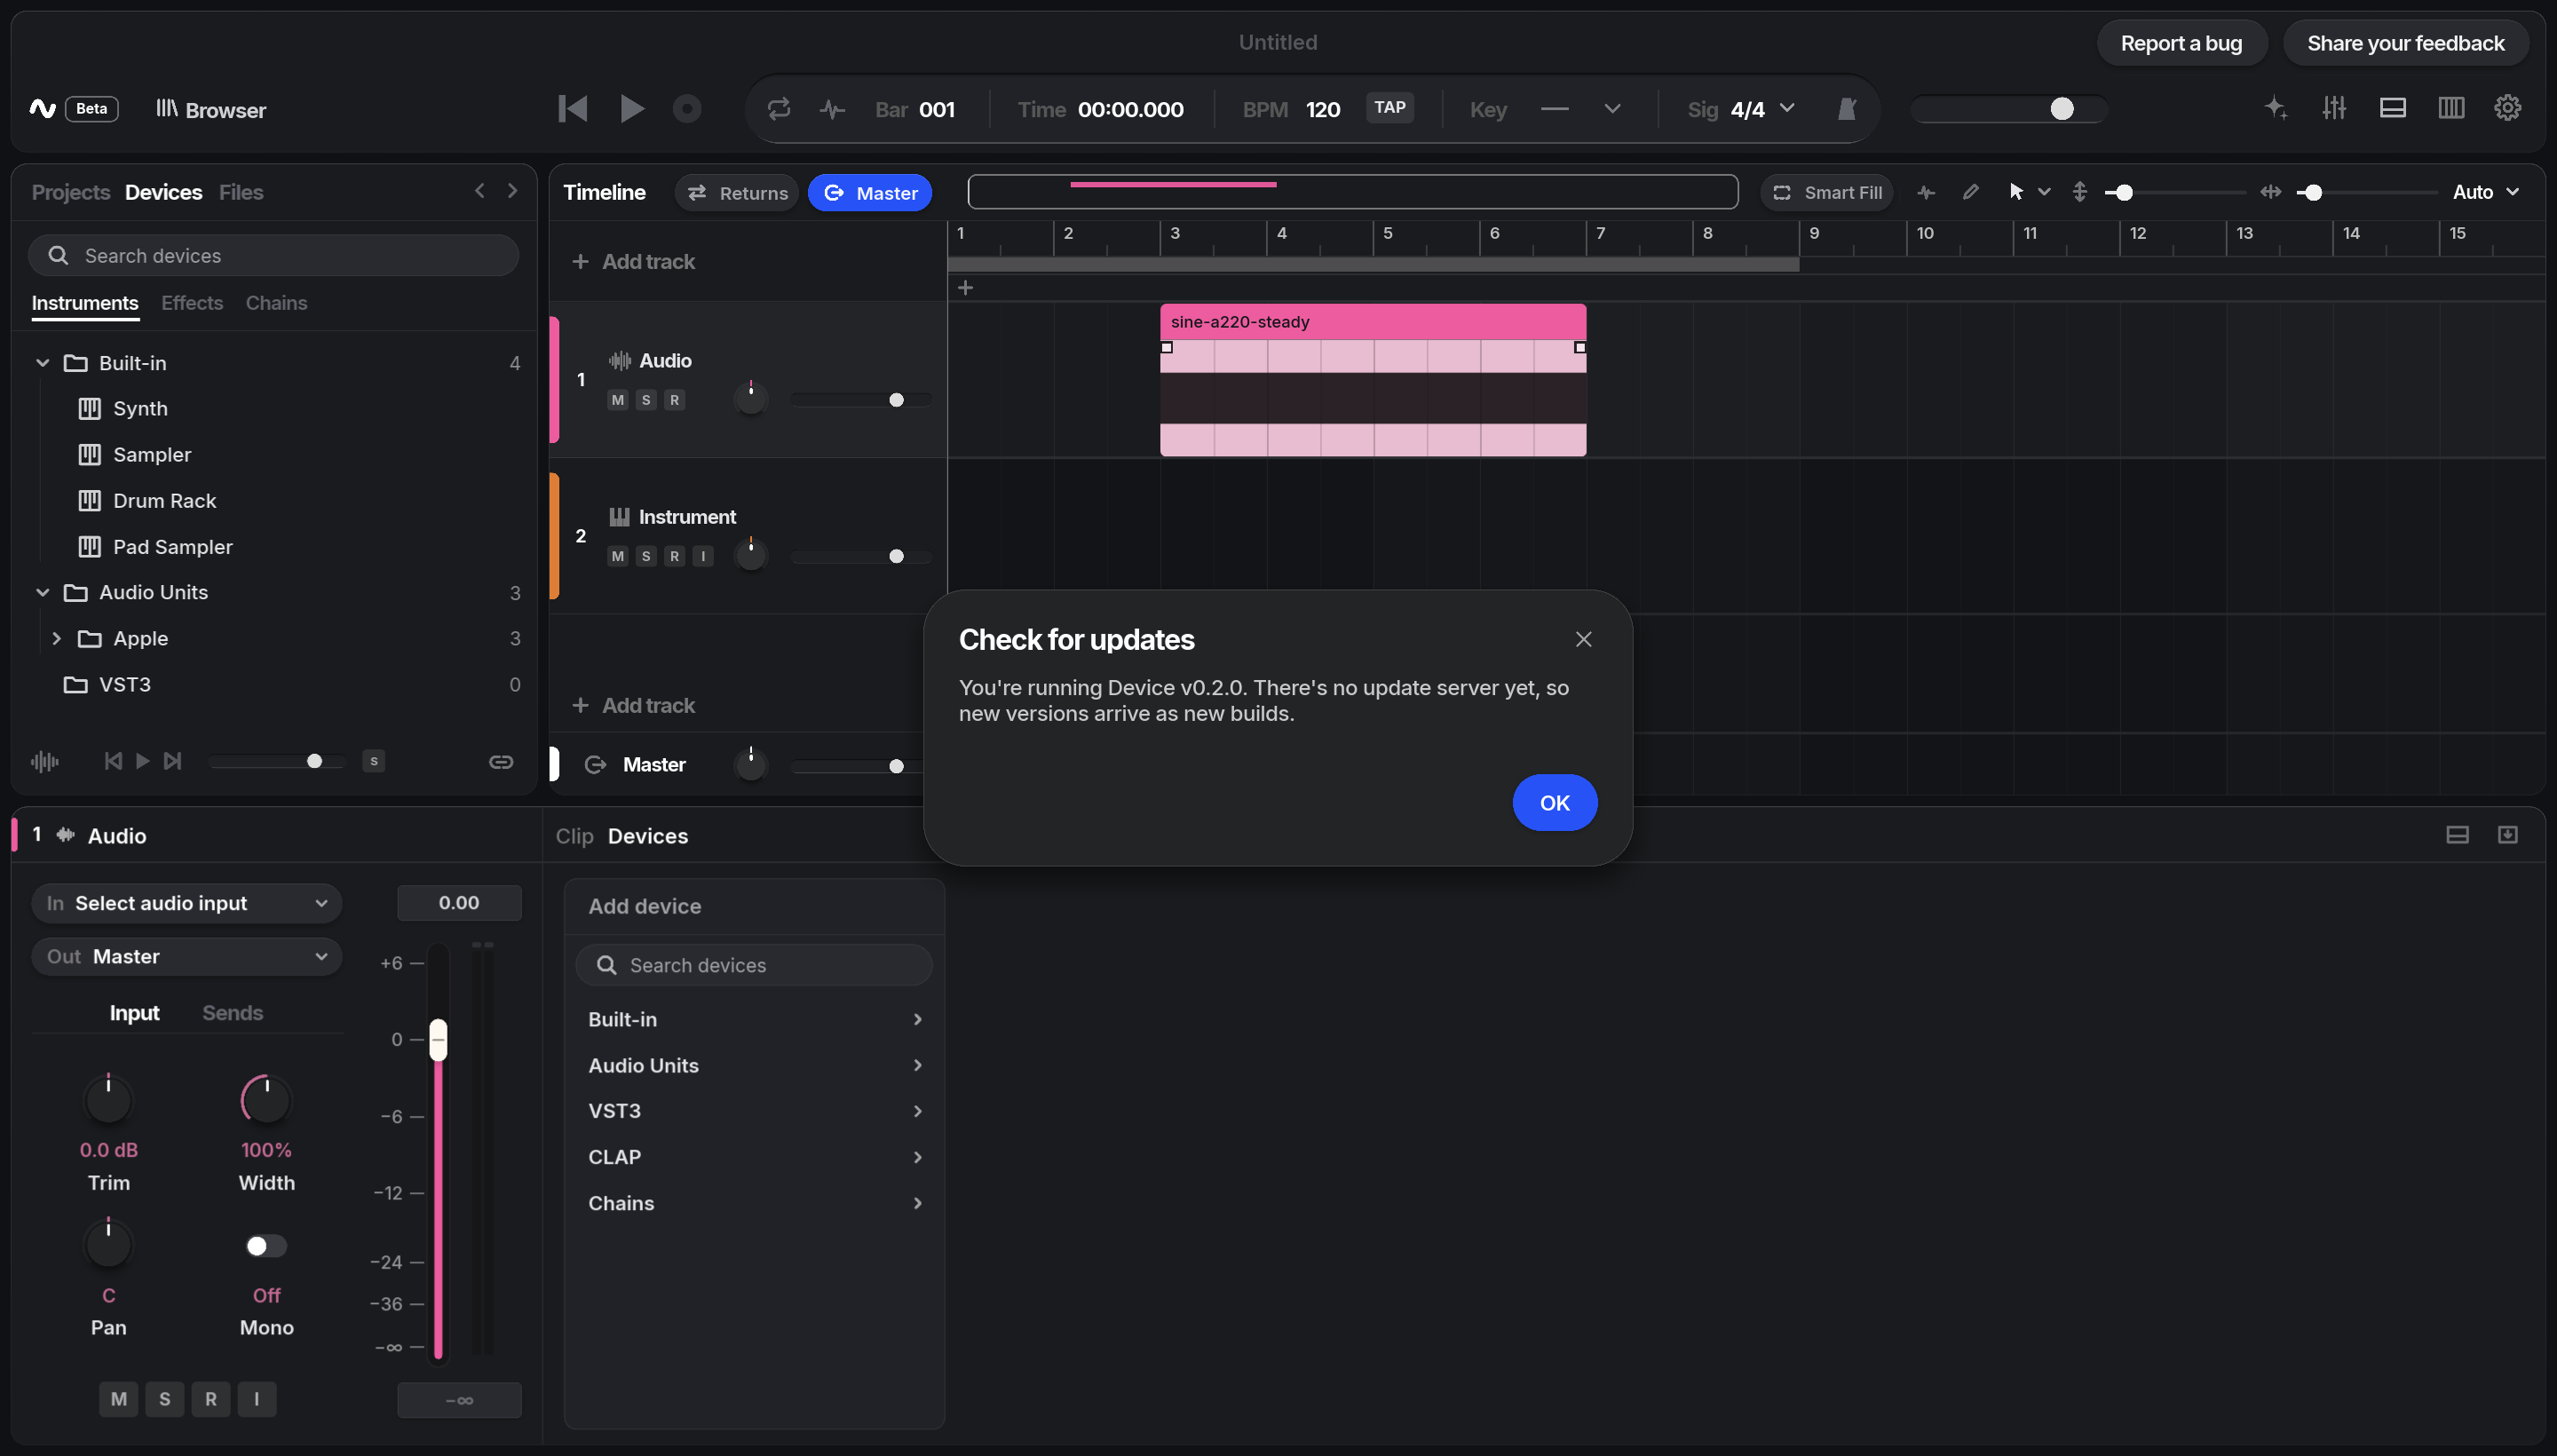 Untitled
Report a bug
Share your feedback
Beta
Browser
Bar 001
Time 00:00.000
BPM 120 TAP
Key —
Sig 4/4
Projects Devices Files
Search devices
Instruments Effects Chains
Built-in 4
Synth
Sampler
Drum Rack
Pad Sampler
Audio Units 3
Apple 3
VST3 0
S
Timeline
Returns
Master
Smart Fill
Auto
1 2 3 4 5 6 7 8 9 10 11 12 13 14 15
Add track
sine-a220-steady
1 Audio
M S R
2 Instrument
M S R I
Add track
Master
Check for updates
You're running Device v0.2.0. There's no update server yet, so
new versions arrive as new builds.
OK
1 Audio
In Select audio input
Out Master
Input Sends
0.0 dB
Trim
100%
Width
C
Pan
Off
Mono
M S R I
0.00
+6
0
−6
−12
−24
−36
−∞
−∞
Clip Devices
Add device
Search devices
Built-in
Audio Units
VST3
CLAP
Chains